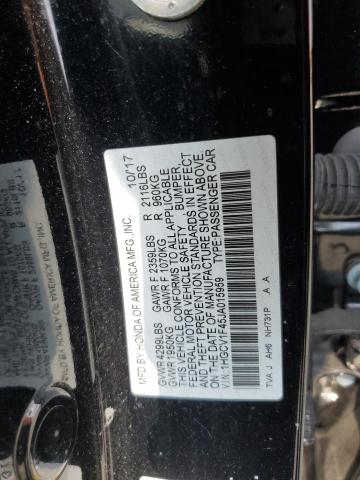 MFD. BY HONDA OF AMERICA MFG., INC. 10/17
GVWR 4299LBS GAWR F 2359LBS R 2116LBS
GVWR 1950KG GAWR F 1070KG R 960KG
THIS VEHICLE CONFORMS TO ALL APPLICABLE
FEDERAL MOTOR VEHICLE SAFETY, BUMPER,
AND THEFT PREVENTION STANDARDS IN EFFECT
ON THE DATE OF MANUFACTURE SHOWN ABOVE.
V.I.N.:1HGCV1F45JA015959 TYPE:PASSENGER CAR
TVA J AH6 NH731P A A